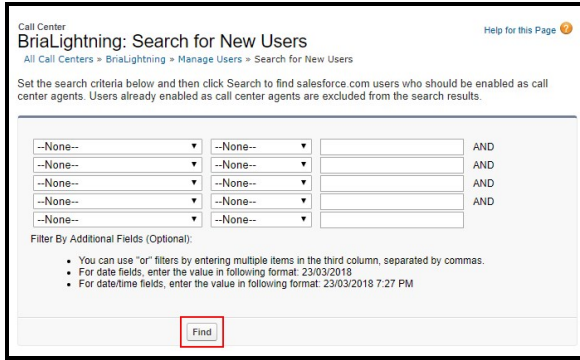 Call Center
Help for this Page
BriaLightning: Search for New Users
All Call Centers » BriaLightning » Manage Users » Search for New Users
Set the search criteria below and then click Search to find salesforce.com users who should be enabled as call
center agents. Users already enabled as call center agents are excluded from the search results.
--None-- --None-- AND
--None-- --None-- AND
--None-- --None-- AND
--None-- --None-- AND
--None-- --None--
Filter By Additional Fields (Optional):
• You can use "or" filters by entering multiple items in the third column, separated by commas.
• For date fields, enter the value in following format: 23/03/2018
• For date/time fields, enter the value in following format: 23/03/2018 7:27 PM
Find